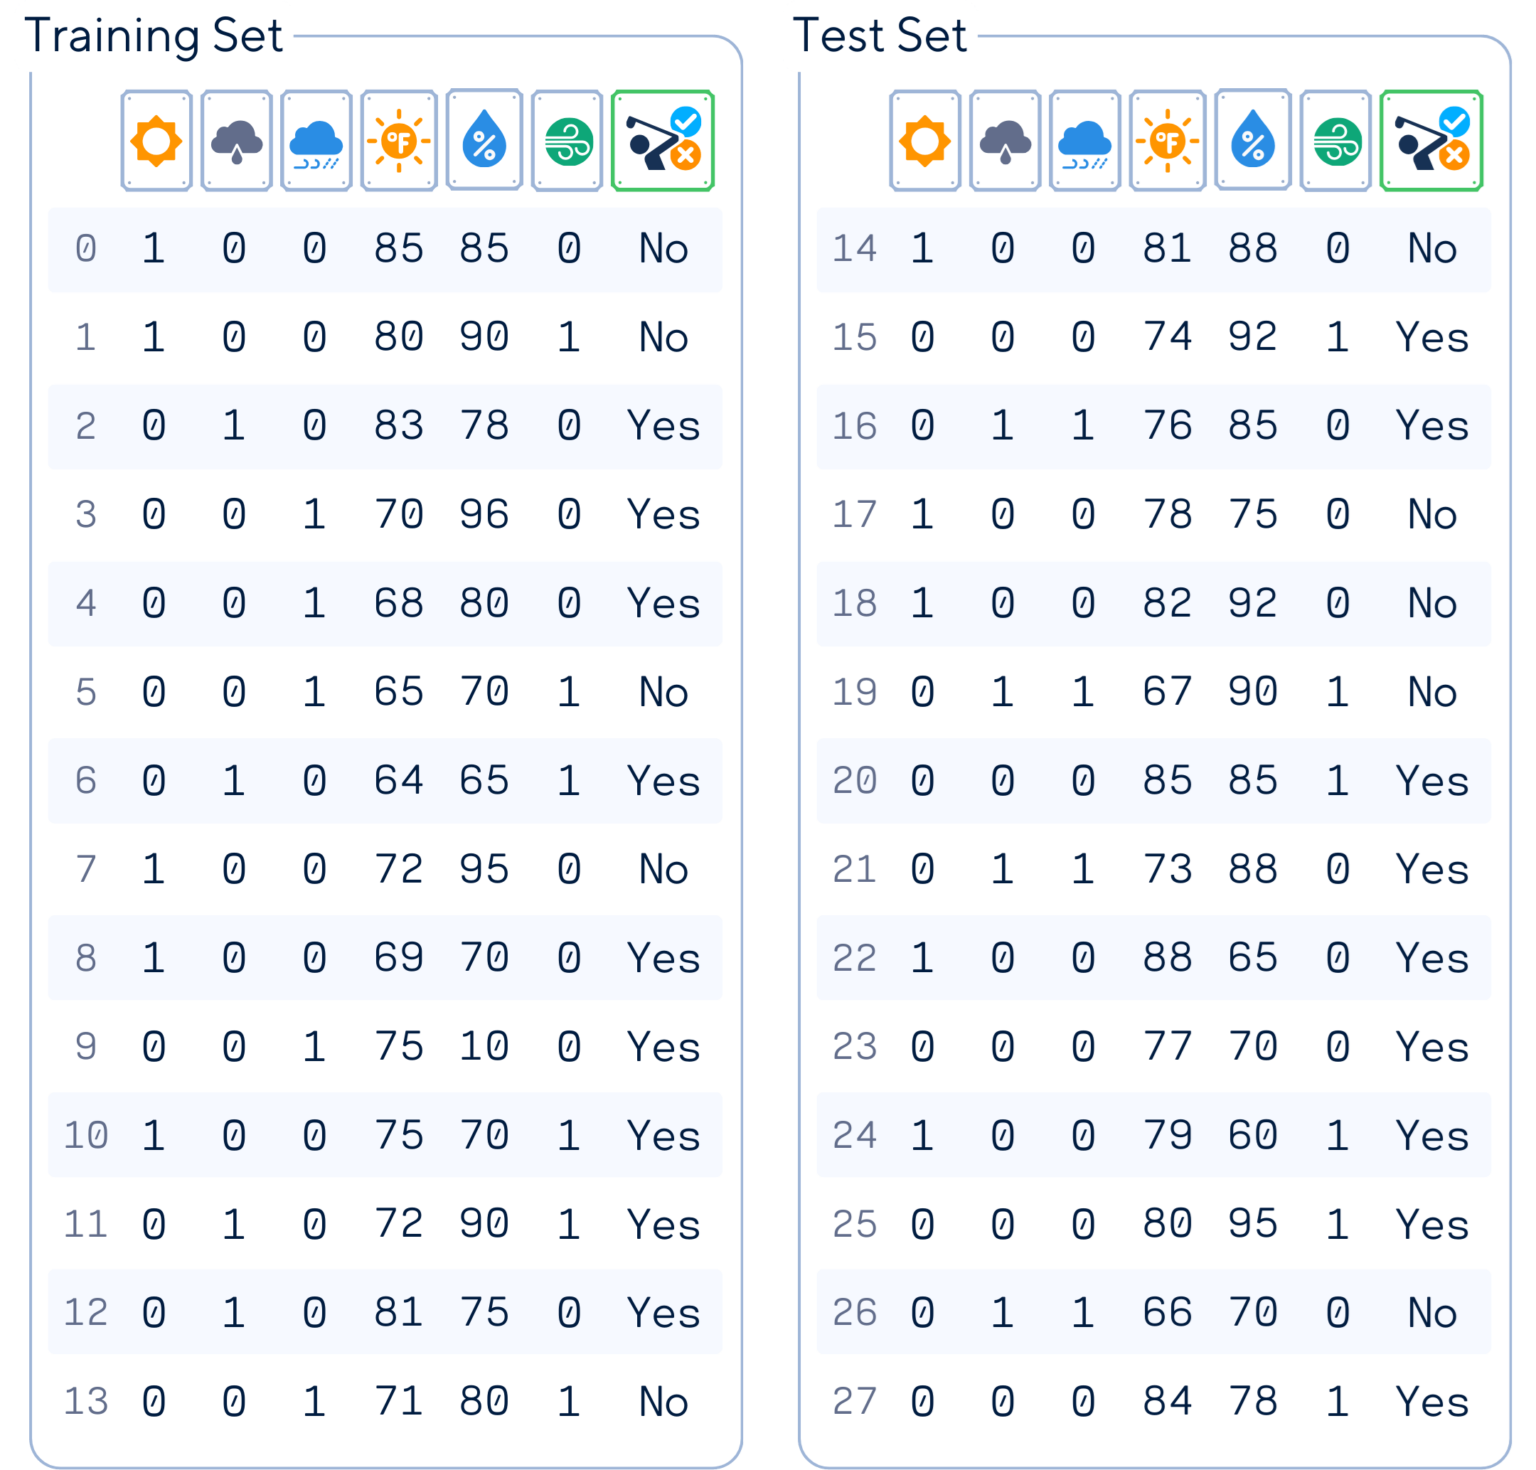 Training Set
°F % 
0 1 0 0 85 85 0 No
1 1 0 0 80 90 1 No
2 0 1 0 83 78 0 Yes
3 0 0 1 70 96 0 Yes
4 0 0 1 68 80 0 Yes
5 0 0 1 65 70 1 No
6 0 1 0 64 65 1 Yes
7 1 0 0 72 95 0 No
8 1 0 0 69 70 0 Yes
9 0 0 1 75 10 0 Yes
10 1 0 0 75 70 1 Yes
11 0 1 0 72 90 1 Yes
12 0 1 0 81 75 0 Yes
13 0 0 1 71 80 1 No
Test Set
°F %
14 1 0 0 81 88 0 No
15 0 0 0 74 92 1 Yes
16 0 1 1 76 85 0 Yes
17 1 0 0 78 75 0 No
18 1 0 0 82 92 0 No
19 0 1 1 67 90 1 No
20 0 0 0 85 85 1 Yes
21 0 1 1 73 88 0 Yes
22 1 0 0 88 65 0 Yes
23 0 0 0 77 70 0 Yes
24 1 0 0 79 60 1 Yes
25 0 0 0 80 95 1 Yes
26 0 1 1 66 70 0 No
27 0 0 0 84 78 1 Yes